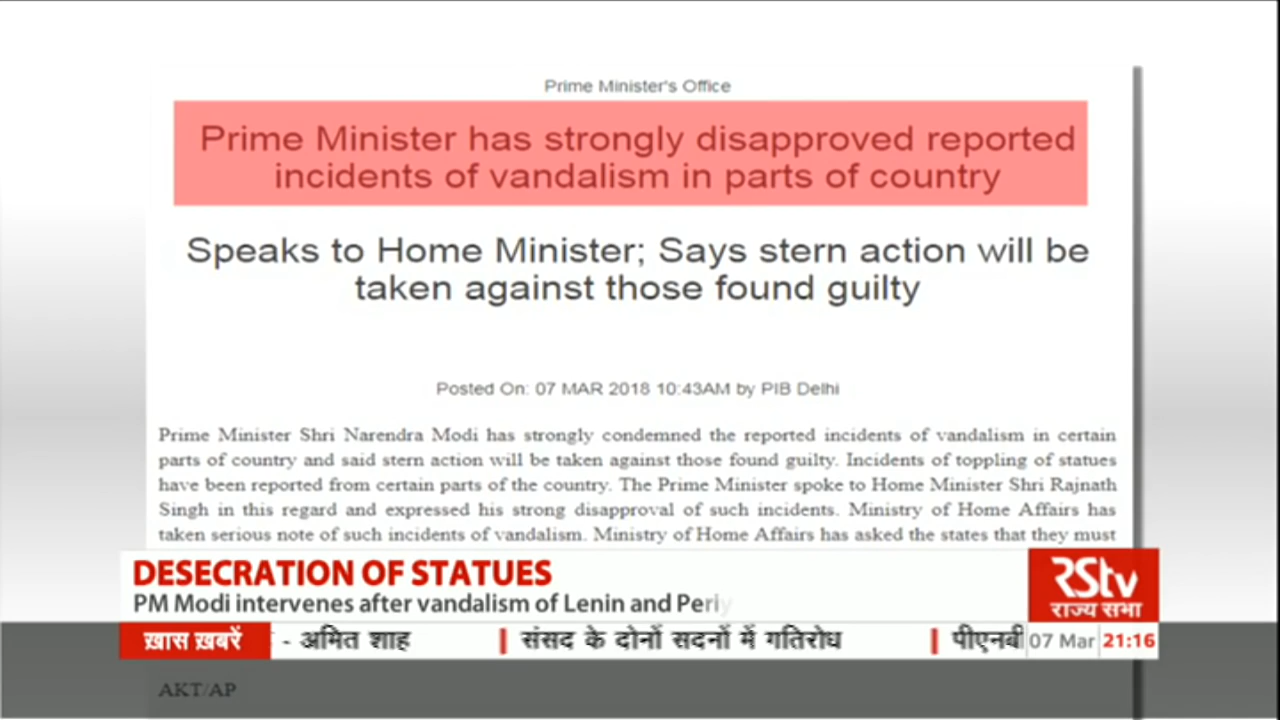 Prime Minister's Office
Prime Minister has strongly disapproved reported
incidents of vandalism in parts of country
Speaks to Home Minister; Says stern action will be
taken against those found guilty
Posted On: 07 MAR 2018 10:43AM by PIB Delhi
Prime Minister Shri Narendra Modi has strongly condemned the reported incidents of vandalism in certain
parts of country and said stern action will be taken against those found guilty. Incidents of toppling of statues
have been reported from certain parts of the country. The Prime Minister spoke to Home Minister Shri Rajnath
Singh in this regard and expressed his strong disapproval of such incidents. Ministry of Home Affairs has
taken serious note of such incidents of vandalism. Ministry of Home Affairs has asked the states that they must
DESECRATION OF STATUES
PM Modi intervenes after vandalism of Lenin and Periy
RSTV
राज्य सभा
ख़ास ख़बरें - अमित शाह | संसद के दोनों सदनों में गतिरोध | पीएनबी 07 Mar 21:16
AKT/AP